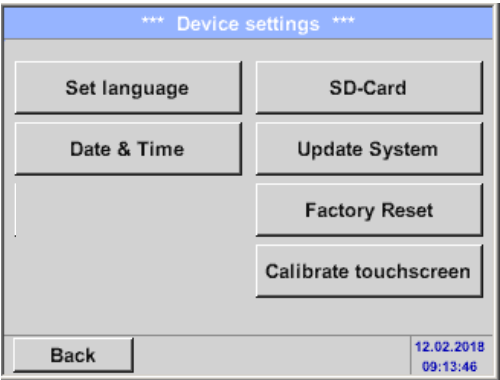 *** Device settings ***
Set language
SD-Card
Date & Time
Update System
Factory Reset
Calibrate touchscreen
Back
12.02.2018
09:13:46